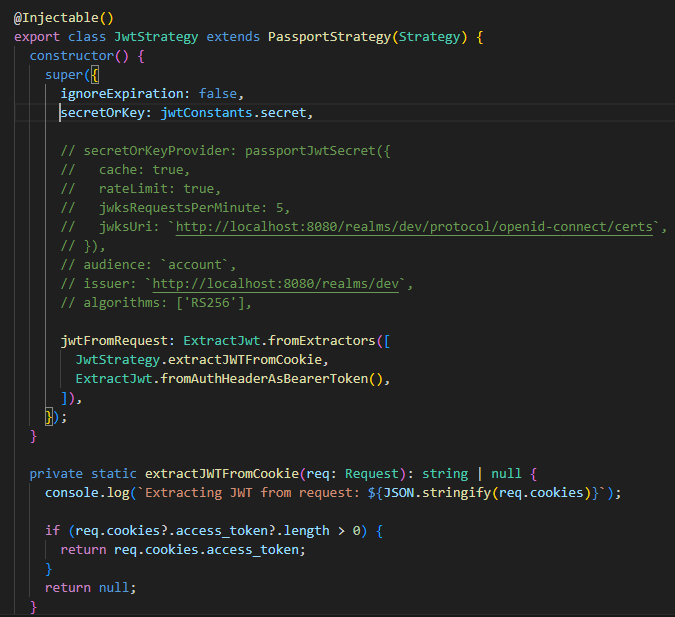 @Injectable()
export class JwtStrategy extends PassportStrategy(Strategy) {
  constructor() {
    super({
      ignoreExpiration: false,
      secretOrKey: jwtConstants.secret,

      // secretOrKeyProvider: passportJwtSecret({
      //   cache: true,
      //   rateLimit: true,
      //   jwksRequestsPerMinute: 5,
      //   jwksUri: `http://localhost:8080/realms/dev/protocol/openid-connect/certs`,
      // }),
      // audience: `account`,
      // issuer: `http://localhost:8080/realms/dev`,
      // algorithms: ['RS256'],

      jwtFromRequest: ExtractJwt.fromExtractors([
        JwtStrategy.extractJWTFromCookie,
        ExtractJwt.fromAuthHeaderAsBearerToken(),
      ]),
    });
  }

  private static extractJWTFromCookie(req: Request): string | null {
    console.log(`Extracting JWT from request: ${JSON.stringify(req.cookies)}`);

    if (req.cookies?.access_token?.length > 0) {
      return req.cookies.access_token;
    }
    return null;
  }